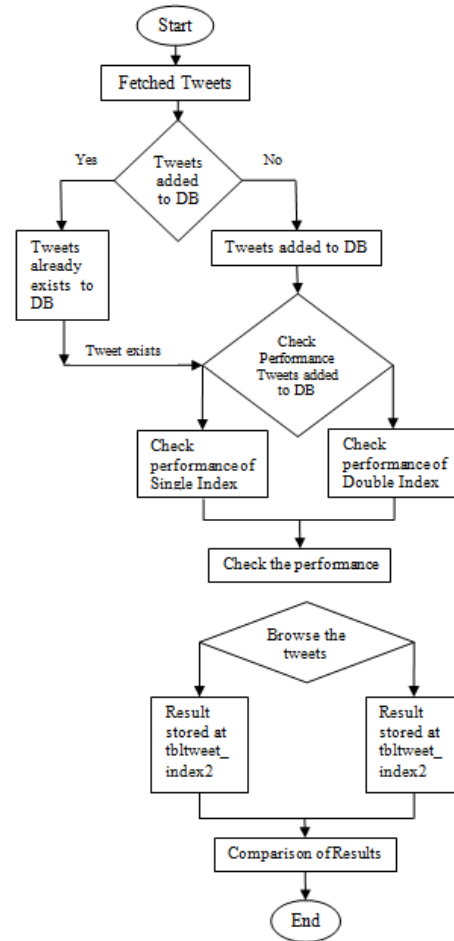 Start
Fetched Tweets
Yes
Tweets
added
to DB
No
Tweets
already
exists to
DB
Tweets added to DB
Tweet exists
Check
Performance
Tweets added
to DB
Check
performance of
Single Index
Check
performance of
Double Index
Check the performance
Browse the
tweets
Result
stored at
tbltweet_
index2
Result
stored at
tbltweet_
index2
Comparison of Results
End